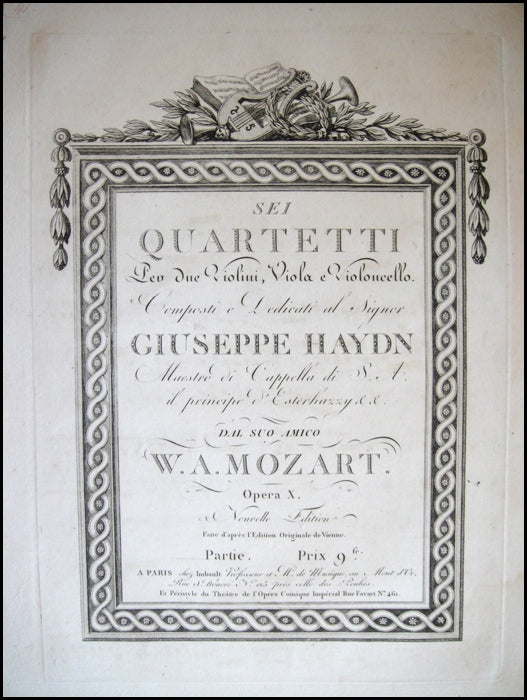 SEI
QUARTETTI
Per due Violini, Viola e Violoncello.
Composti e Dedicati al Signor
GIUSEPPE HAYDN
Maestro di Cappella di S. A.
il principe d'Esterhazzy &&.
DAL SUO AMICO
W. A. MOZART.
Opera X.
Nouvelle Edition
Faite d'après l'Edition Originale de Vienne.
Partie. Prix 9 fr.
A PARIS chez Imbault Professeur et Md. de Musique, au Mont d'Or,
Rue St. Honoré No. 125 près celle des Poulies.
Et Péristyle du Théâtre de l'Opéra Comique Impérial Rue Favart No. 461.